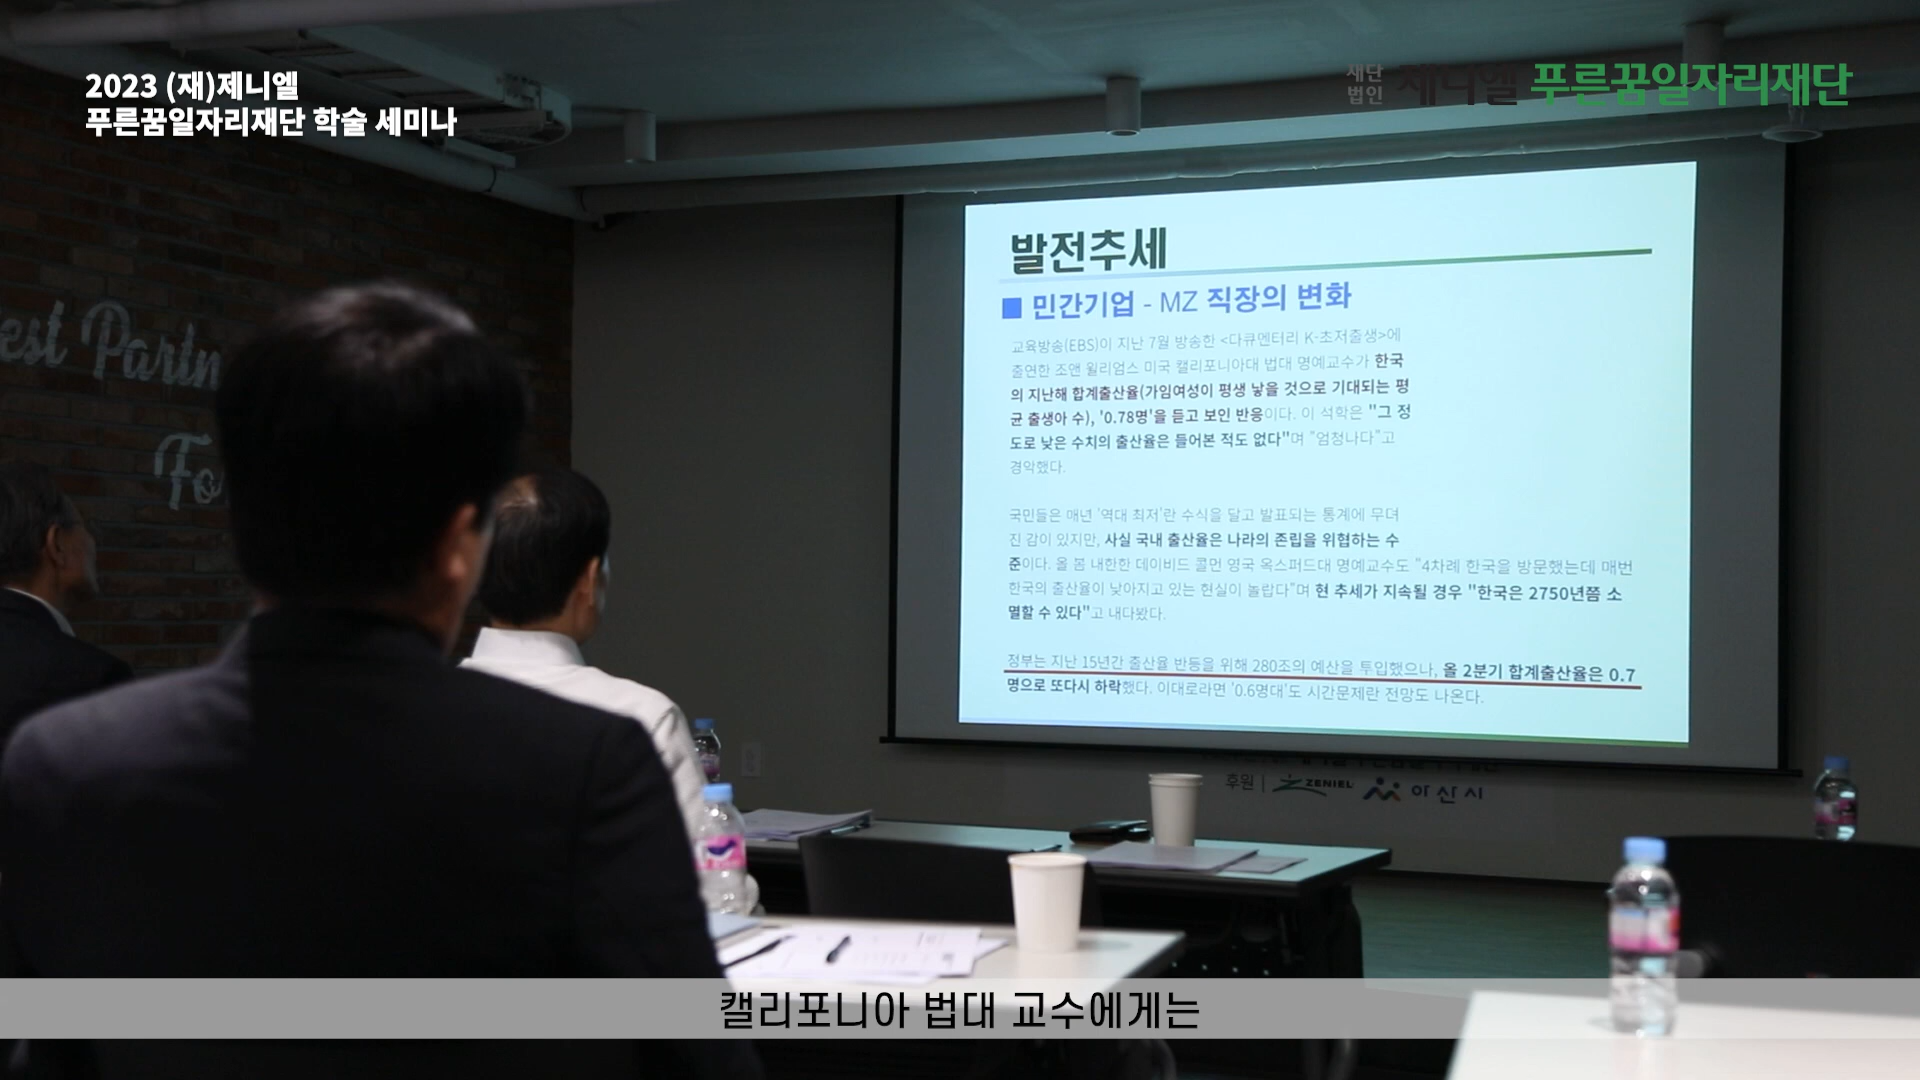 2023 (재)제니엘
푸른꿈일자리재단 학술 세미나
재단
법인 제니엘 푸른꿈일자리재단
발전추세
■ 민간기업 - MZ 직장의 변화
교육방송(EBS)이 지난 7월 방송한 <다큐멘터리 K-초저출생>에
출연한 조앤 윌리엄스 미국 캘리포니아대 법대 명예교수가 한국
의 지난해 합계출산율(가임여성이 평생 낳을 것으로 기대되는 평
균 출생아 수), '0.78명'을 듣고 보인 반응이다. 이 석학은 "그 정
도로 낮은 수치의 출산율은 들어본 적도 없다"며 "엄청나다"고
경악했다.
국민들은 매년 '역대 최저'란 수식을 달고 발표되는 통계에 무뎌
진 감이 있지만, 사실 국내 출산율은 나라의 존립을 위협하는 수
준이다. 올 봄 내한한 데이비드 콜먼 영국 옥스퍼드대 명예교수도 "4차례 한국을 방문했는데 매번
한국의 출산율이 낮아지고 있는 현실이 놀랍다"며 현 추세가 지속될 경우 "한국은 2750년쯤 소
멸할 수 있다"고 내다봤다.
정부는 지난 15년간 출산율 반등을 위해 280조의 예산을 투입했으나, 올 2분기 합계출산율은 0.7
명으로 또다시 하락했다. 이대로라면 '0.6명대'도 시간문제란 전망도 나온다.
est Partn
Fo
후원 | ZENIEL 아산시
캘리포니아 법대 교수에게는